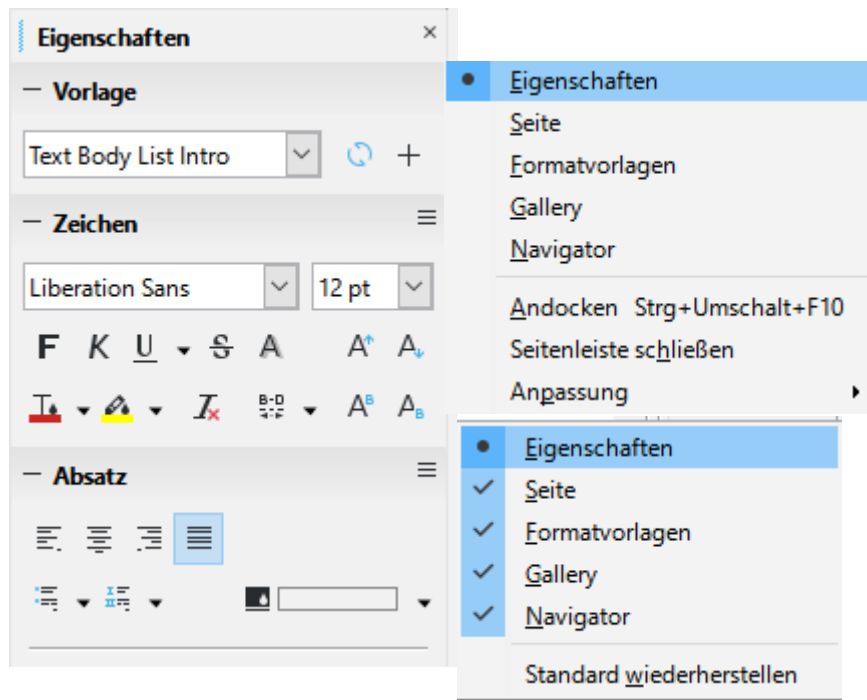 Eigenschaften
Vorlage
Text Body List Intro
Zeichen
Liberation Sans 12 pt
F K U S A A A
B-D A B A B
Absatz
Eigenschaften
Seite
Formatvorlagen
Gallery
Navigator
Andocken Strg+Umschalt+F10
Seitenleiste schließen
Anpassung
Eigenschaften
Seite
Formatvorlagen
Gallery
Navigator
Standard wiederherstellen